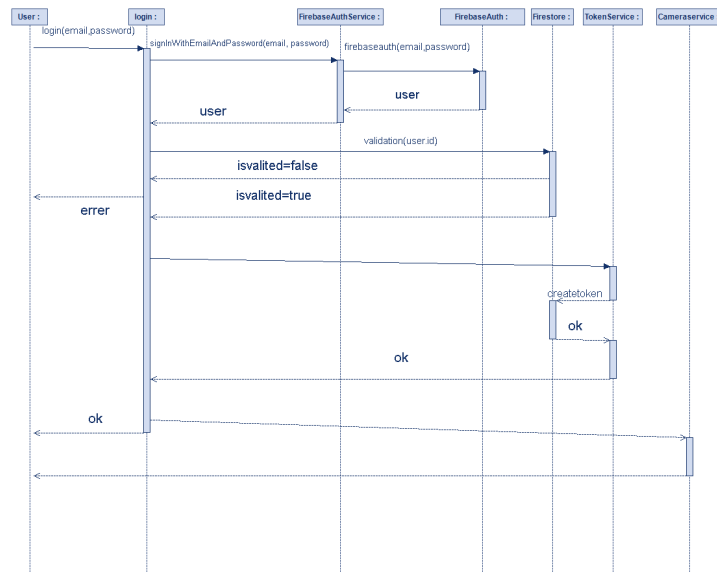 User :
login :
FirebaseAuthService :
FirebaseAuth :
Firestore :
TokenService :
Cameraservice
login(email,password)
signInWithEmailAndPassword(email, password)
firebaseauth(email,password)
user
user
validation(user.id)
isvalited=false
isvalited=true
errer
createtoken
ok
ok
ok